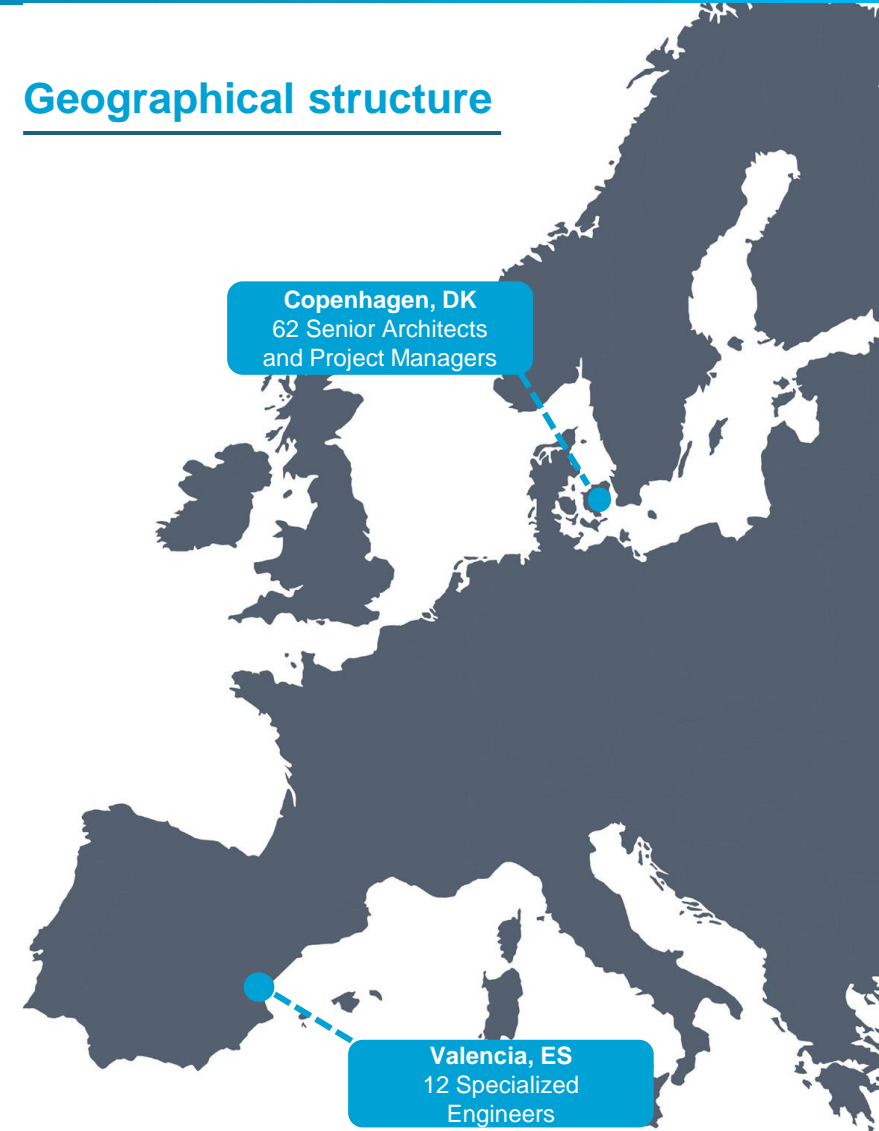 Geographical structure
Copenhagen, DK
62 Senior Architects
and Project Managers
Valencia, ES
12 Specialized
Engineers